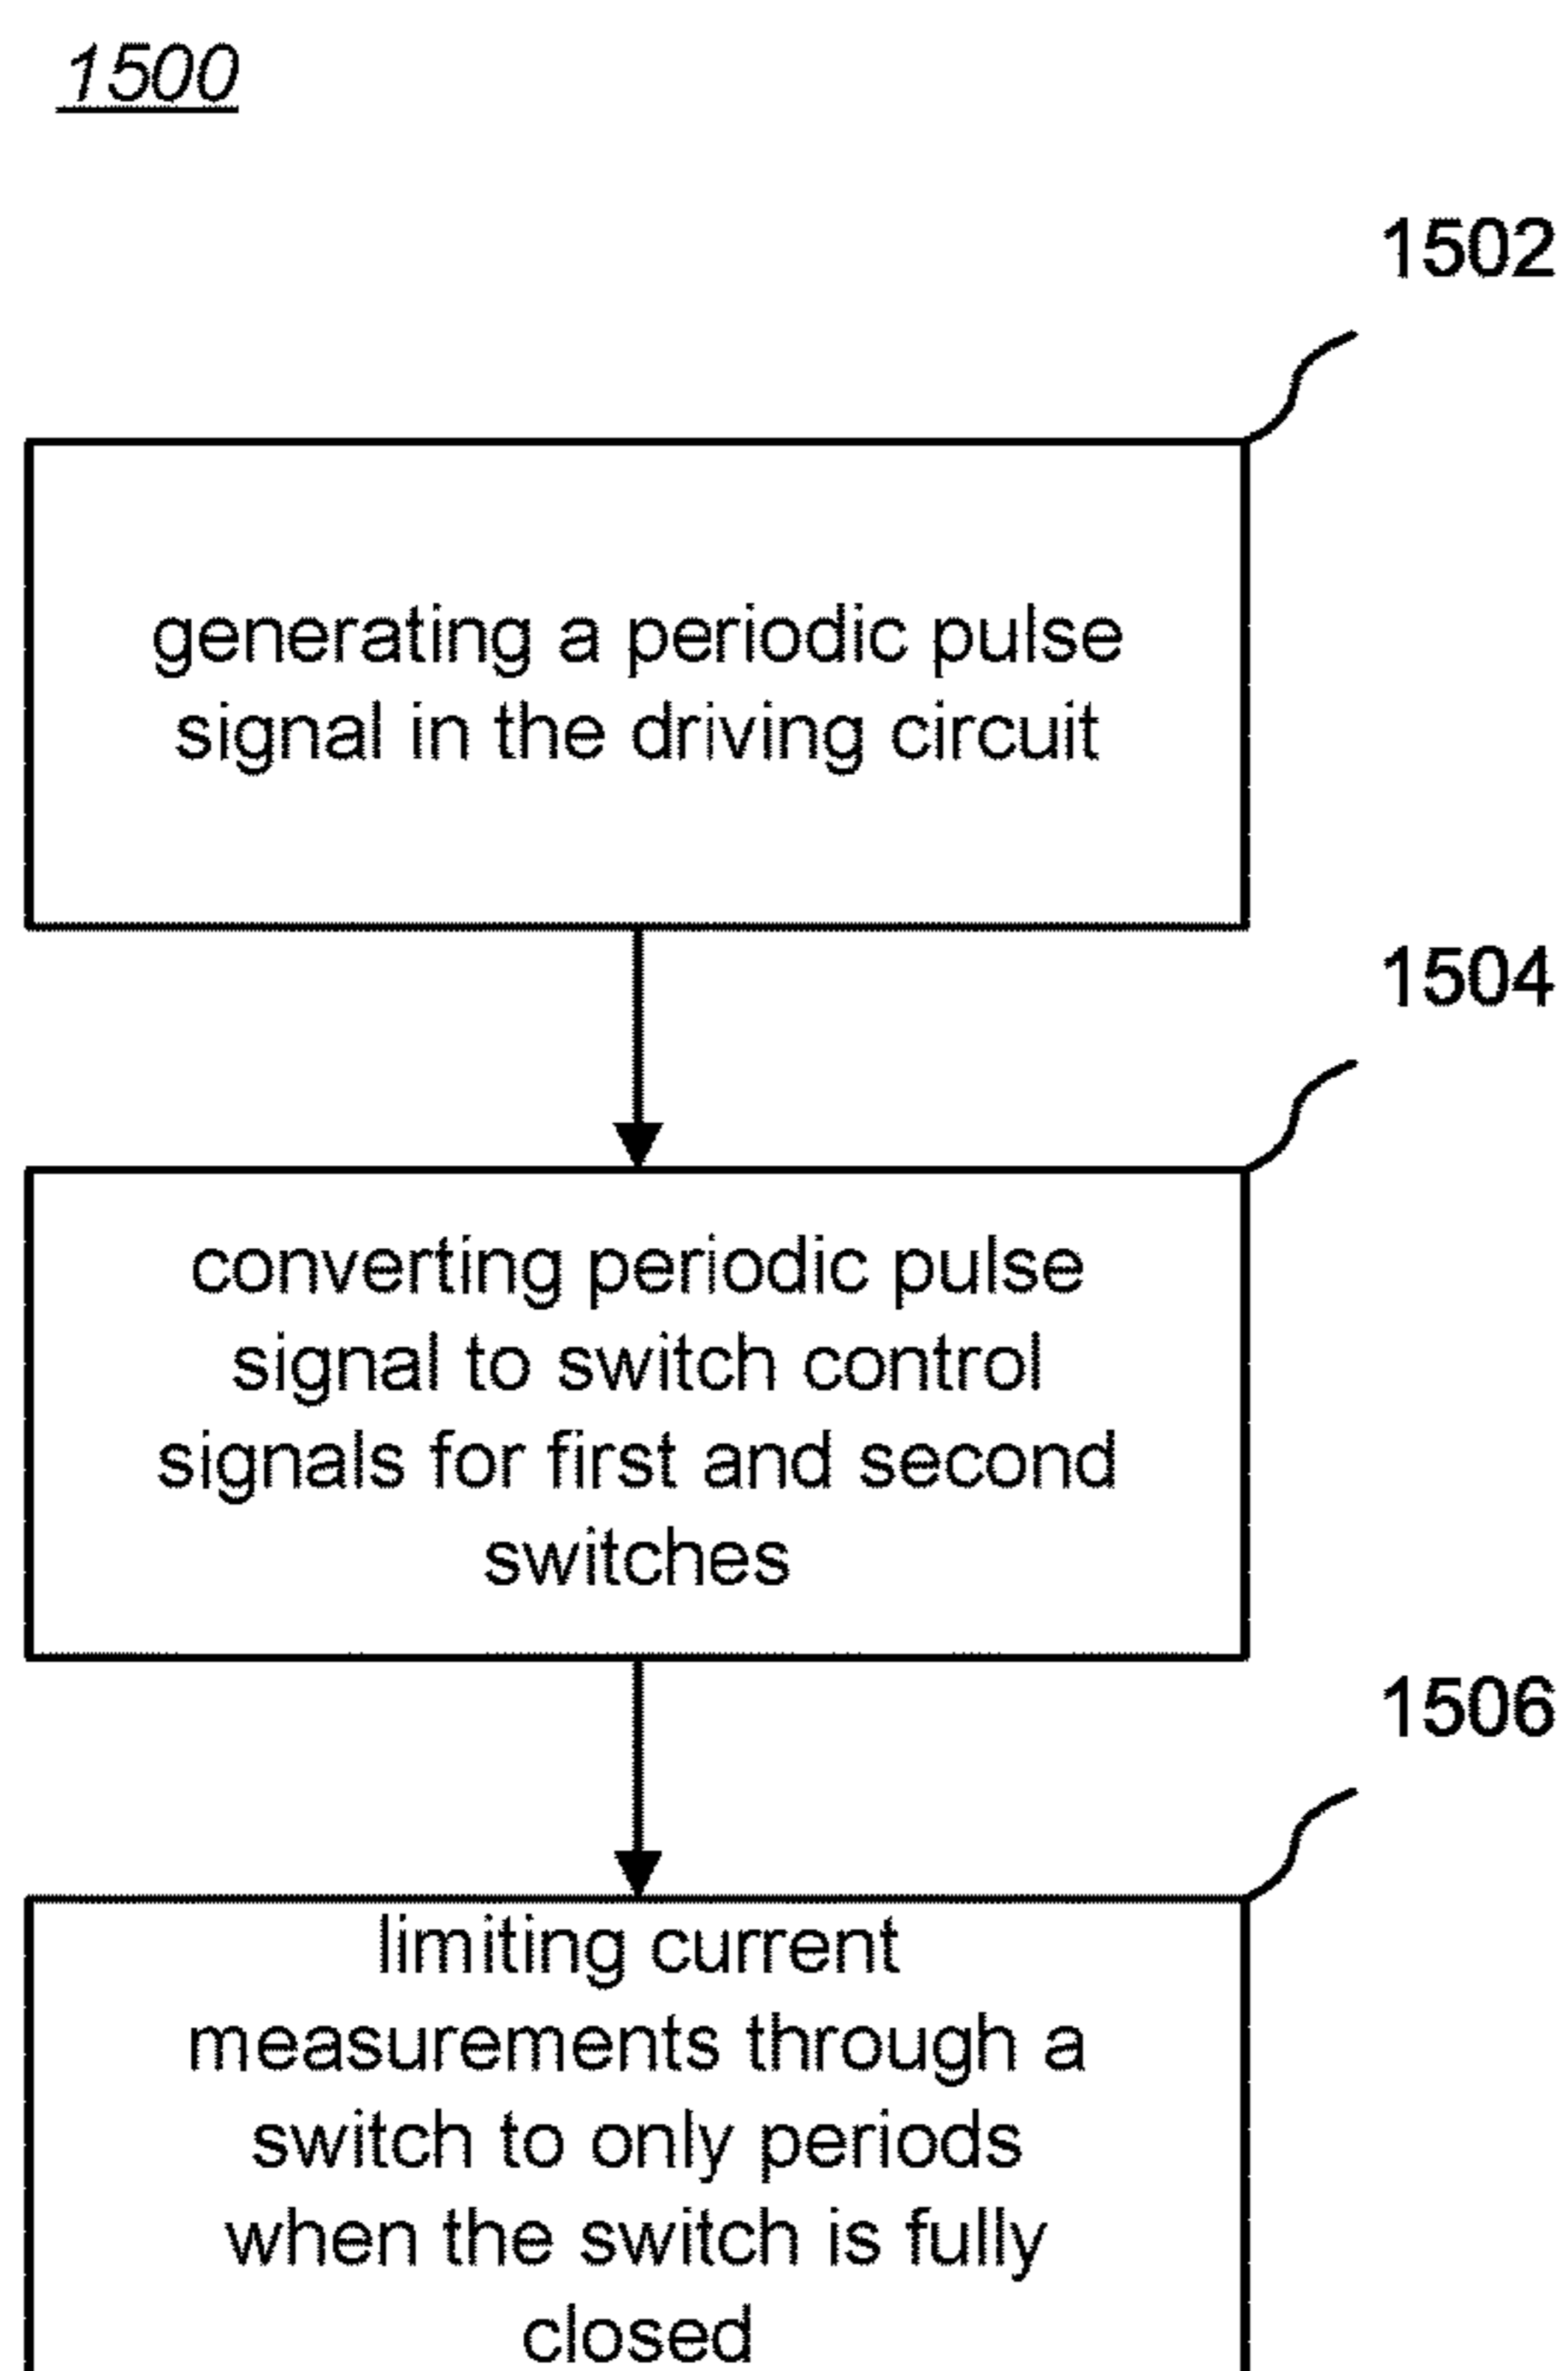 1500
1502
generating a periodic pulse
signal in the driving circuit
1504
converting periodic pulse
signal to switch control
signals for first and second
switches
1506
limiting current
measurements through a
switch to only periods
when the switch is fully
closed